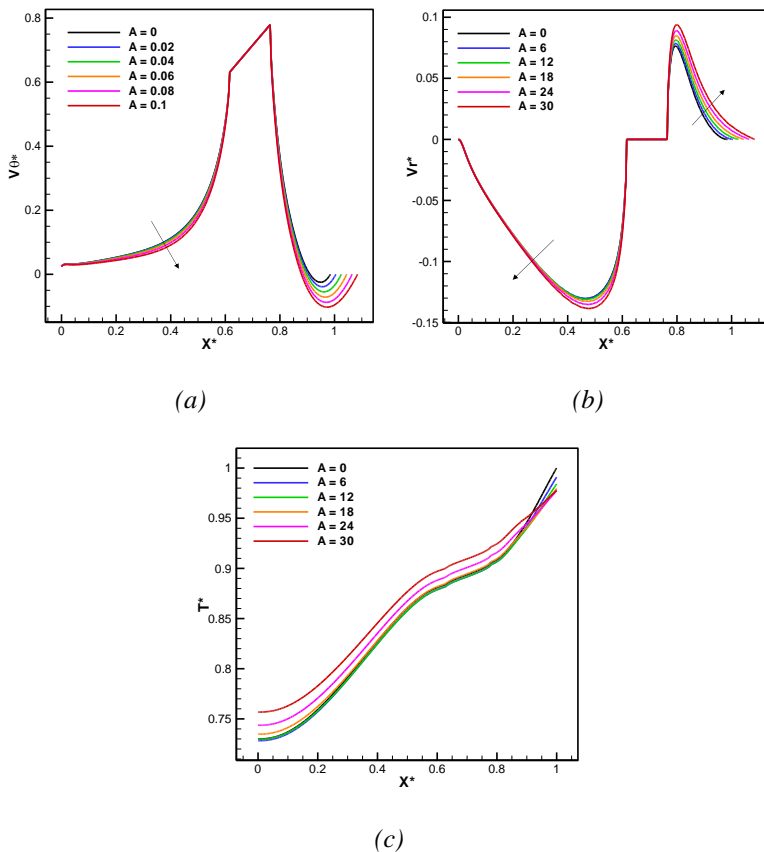 A = 0
A = 0.02
A = 0.04
A = 0.06
A = 0.08
A = 0.1
0.8
0.6
0.4
0.2
0
Vθ*
0 0.2 0.4 0.6 0.8 1
X*
(a)
A = 0
A = 6
A = 12
A = 18
A = 24
A = 30
0.1
0.05
0
-0.05
-0.1
-0.15
Vr*
0 0.2 0.4 0.6 0.8 1
X*
(b)
A = 0
A = 6
A = 12
A = 18
A = 24
A = 30
1
0.95
0.9
0.85
0.8
0.75
T*
0 0.2 0.4 0.6 0.8 1
X*
(c)